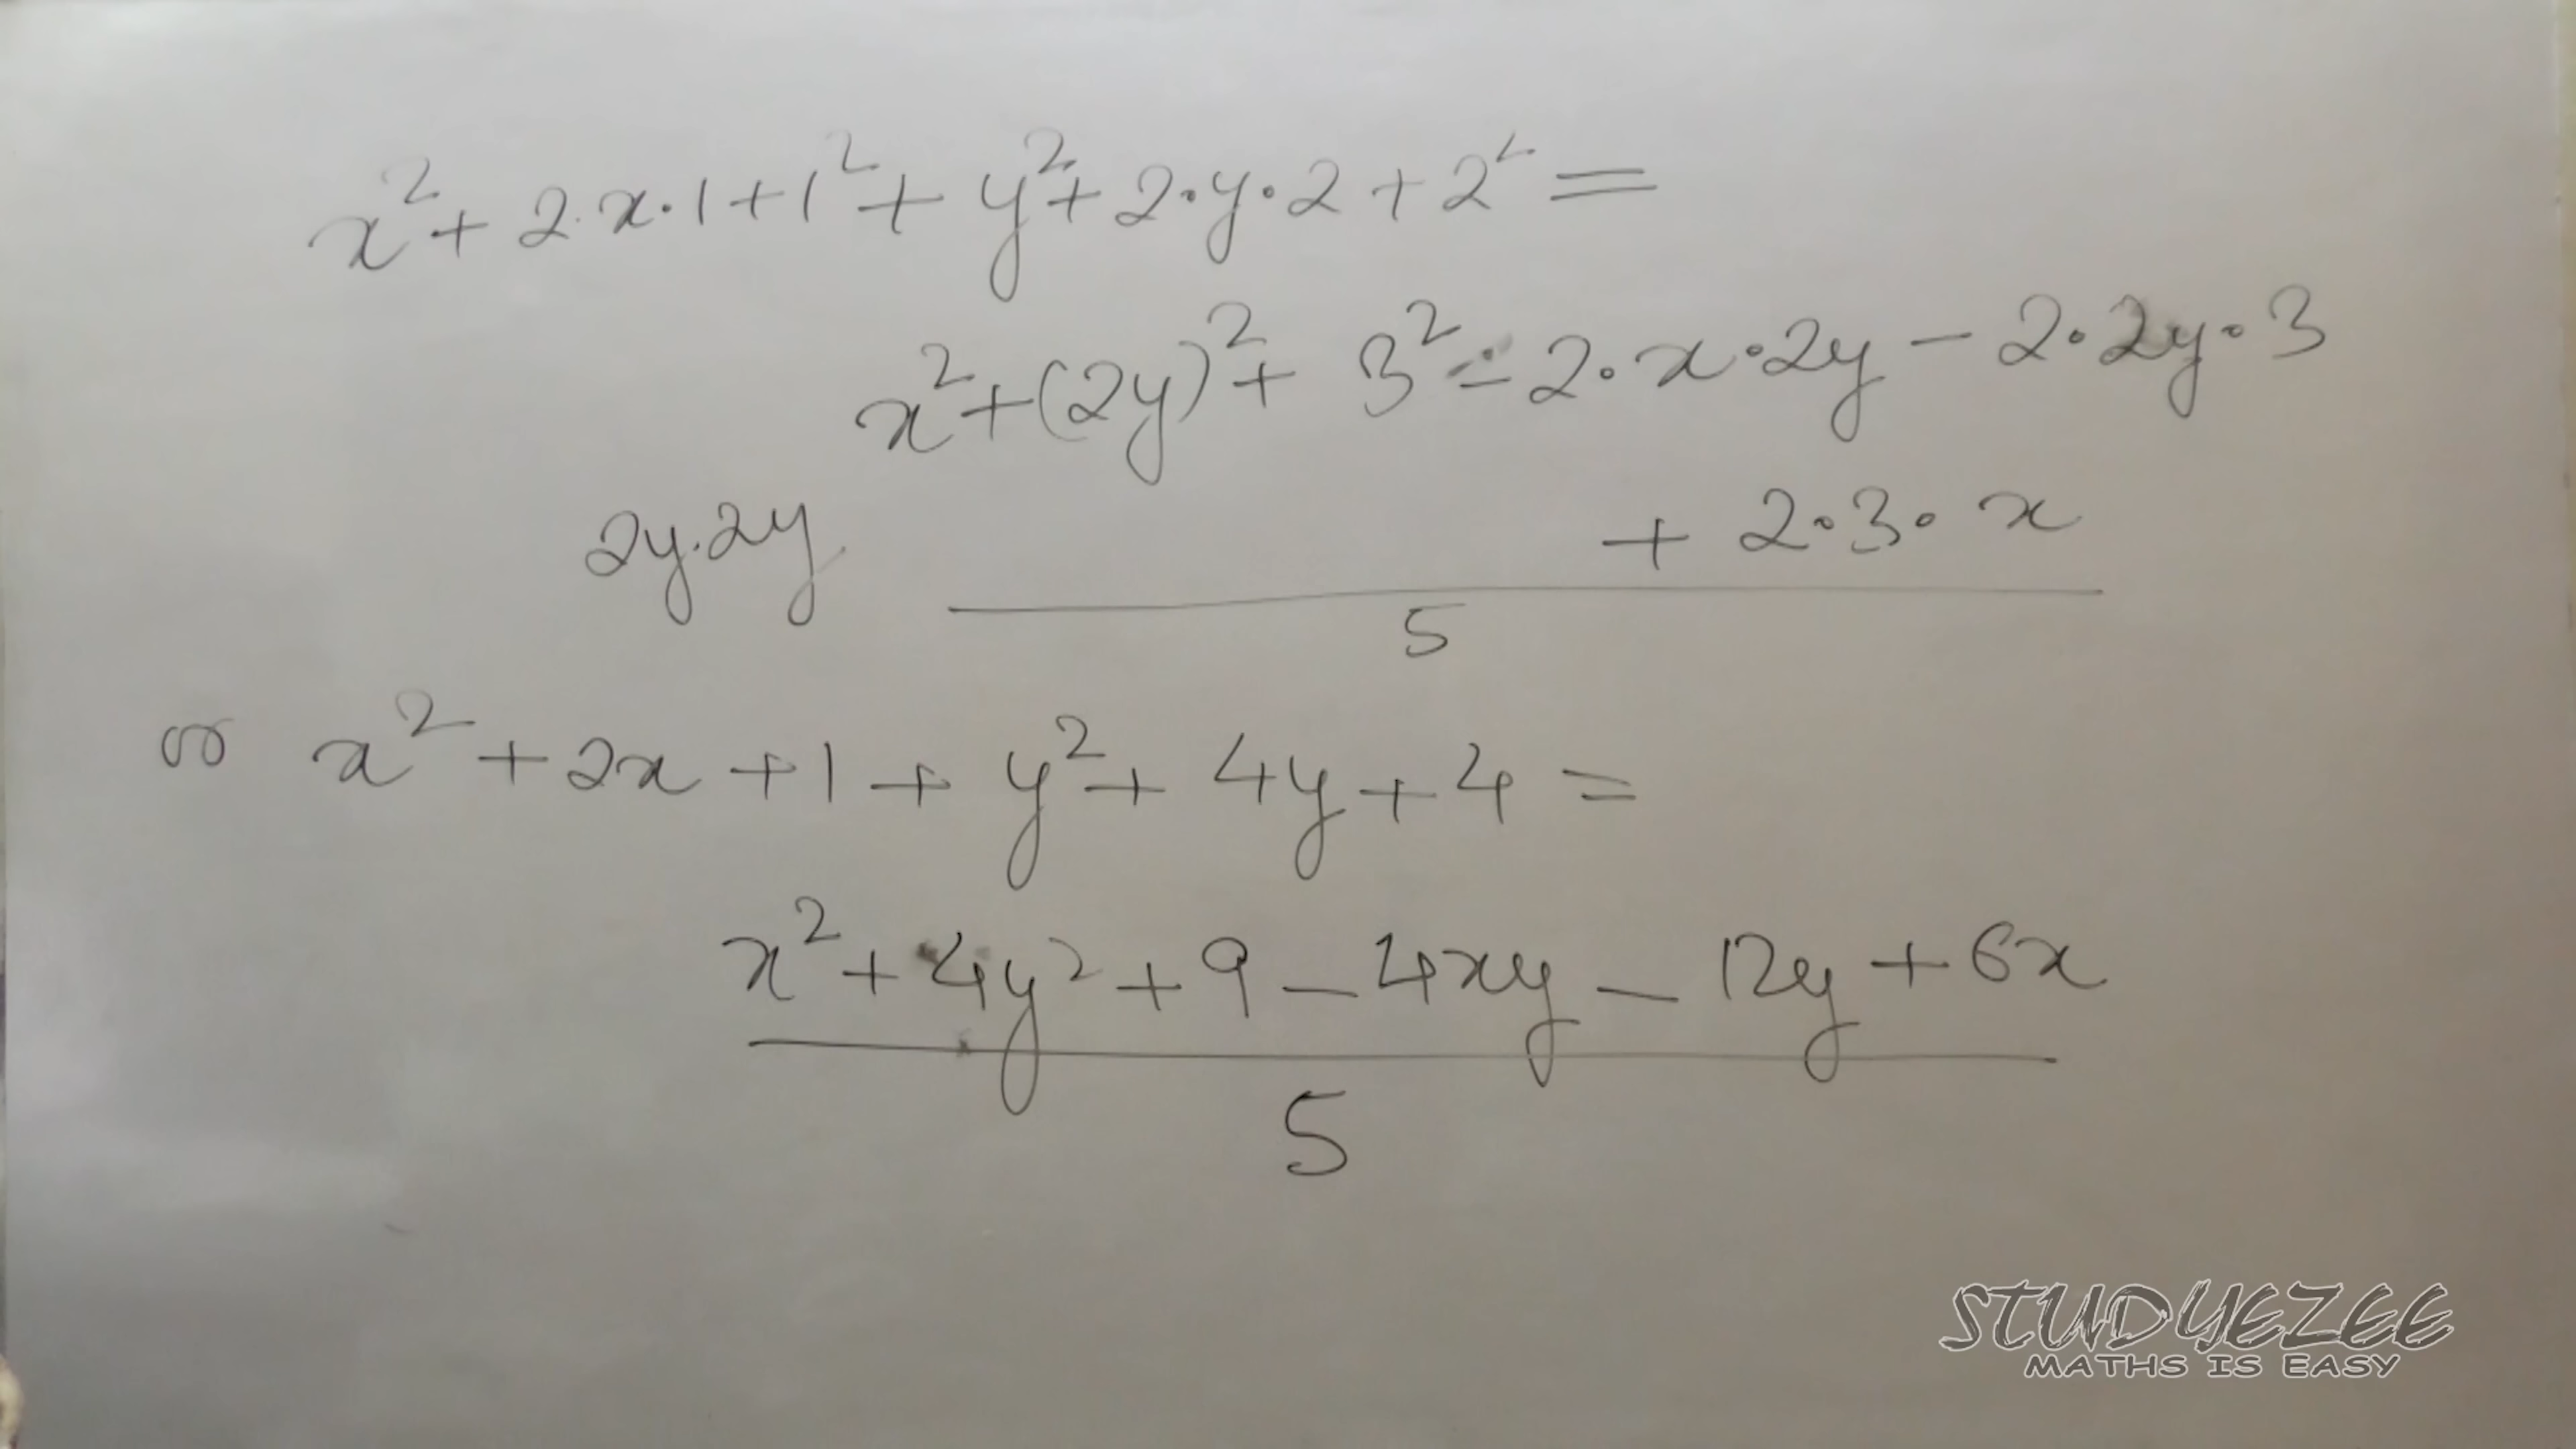 x² + 2·x·1 + 1² + y² + 2·y·2 + 2² =
x² + (2y)² + 3² - 2·x·2y - 2·2y·3
2y·2y + 2·3·x
5
or x² + 2x + 1 + y² + 4y + 4 =
x² + 4y² + 9 - 4xy - 12y + 6x
5
STUDYEZEE
MATHS IS EASY